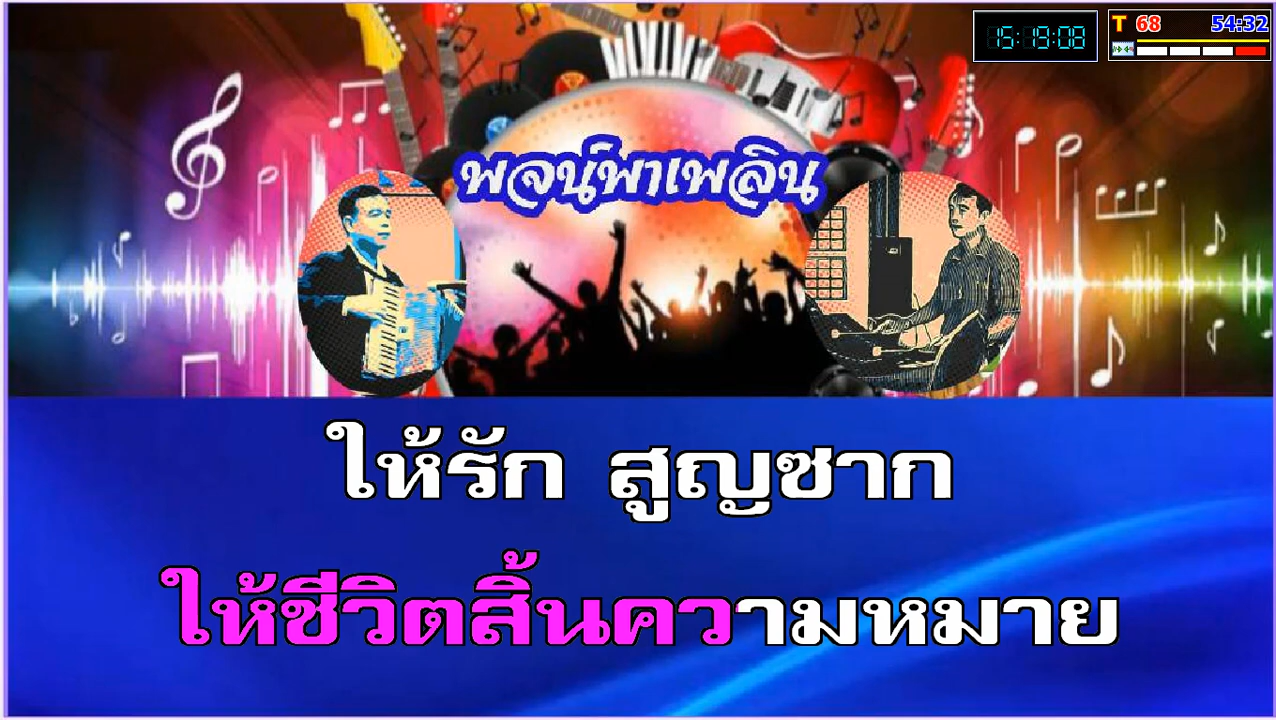 15:19:08
T 68 54:32
พจน์พาเพลิน
ให้รัก สูญซาก
ให้ชีวิตสิ้นความหมาย